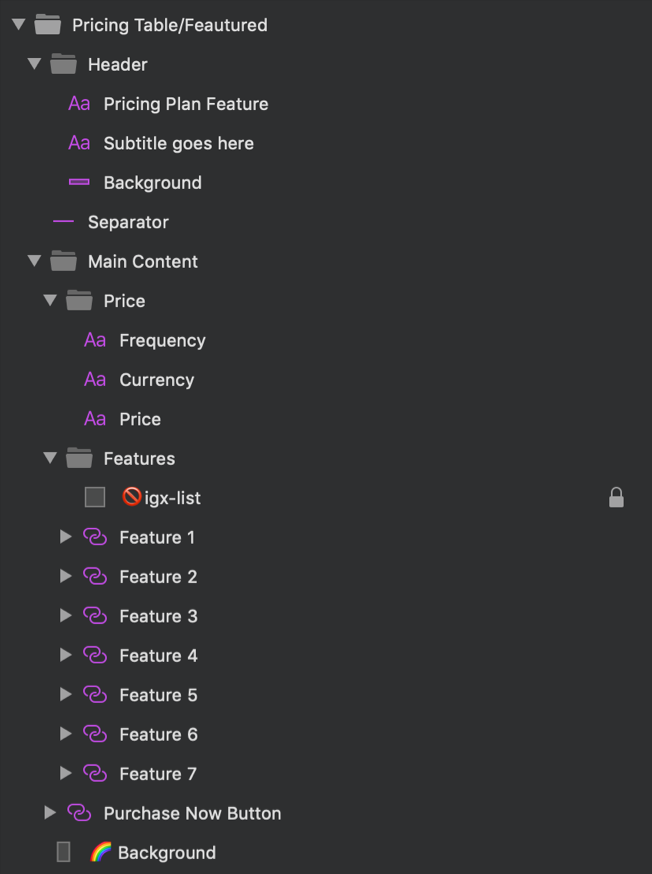 Pricing Table/Feautured
Header
Aa Pricing Plan Feature
Aa Subtitle goes here
Background
Separator
Main Content
Price
Aa Frequency
Aa Currency
Aa Price
Features
🚫igx-list
Feature 1
Feature 2
Feature 3
Feature 4
Feature 5
Feature 6
Feature 7
Purchase Now Button
🌈 Background